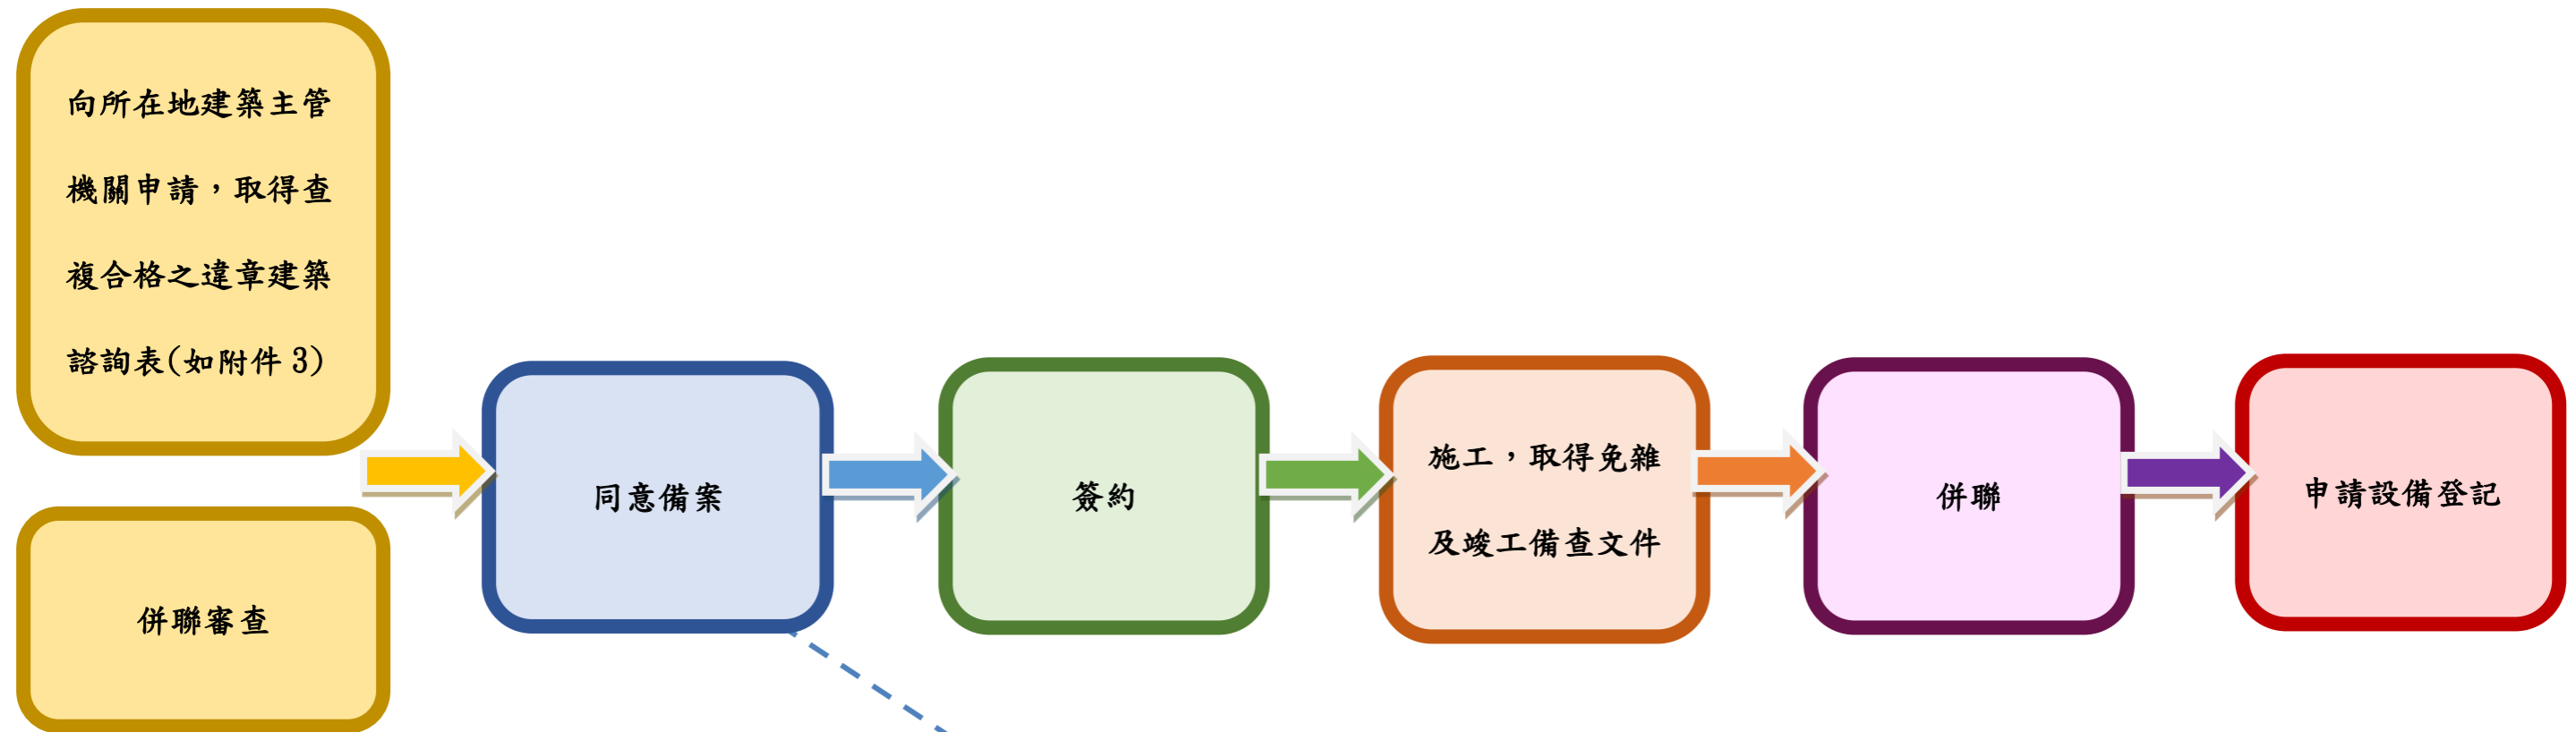 向所在地建築主管
機關申請，取得查
複合格之違章建築
諮詢表(如附件 3)
併聯審查
同意備案
簽約
施工，取得免雜
及竣工備查文件
併聯
申請設備登記